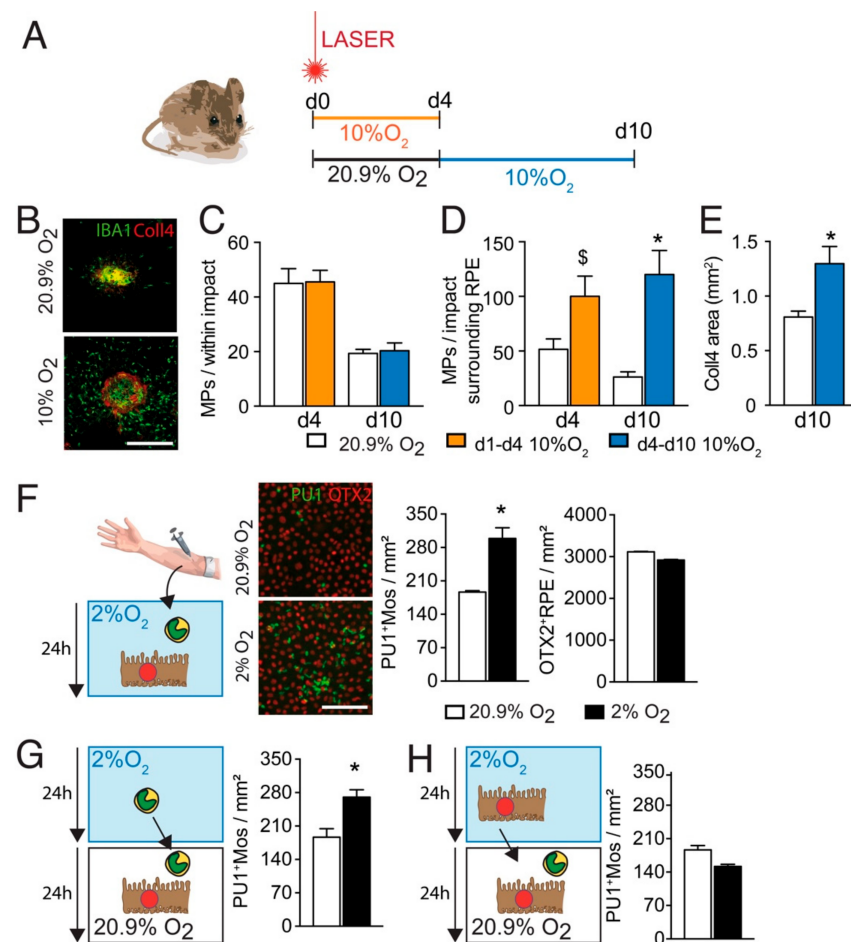 A
LASER
d0
d4
d10
10%O₂
20.9% O₂
10%O₂
B
IBA1Coll4
20.9% O₂
10% O₂
C
MPs / within impact
60
40
20
0
d4
d10
D
MPs / impact
surrounding RPE
150
100
50
0
$
*
d4
d10
E
Coll4 area (mm²)
1.5
1.0
0.5
0
*
d10
20.9% O₂
d1-d4 10%O₂
d4-d10 10%O₂
F
24h
2%O₂
PU1 OTX2
20.9% O₂
2% O₂
PU1⁺Mos / mm²
350
280
210
140
70
0
*
OTX2⁺RPE / mm²
4000
3000
2000
1000
0
20.9% O₂
2% O₂
G
24h
2%O₂
24h
20.9% O₂
PU1⁺Mos / mm²
350
280
210
140
70
0
*
H
24h
2%O₂
24h
20.9% O₂
PU1⁺Mos / mm²
350
280
210
140
70
0